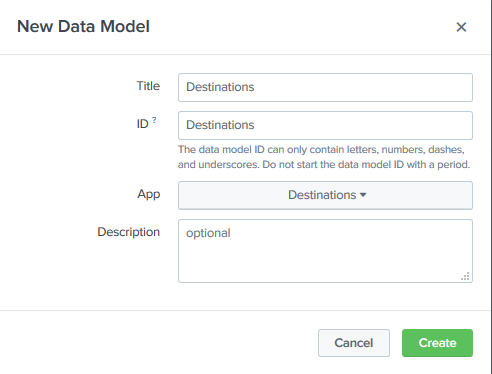 New Data Model
Title
Destinations
ID ?
Destinations
The data model ID can only contain letters, numbers, dashes,
and underscores. Do not start the data model ID with a period.
App
Destinations
Description
optional
Cancel
Create